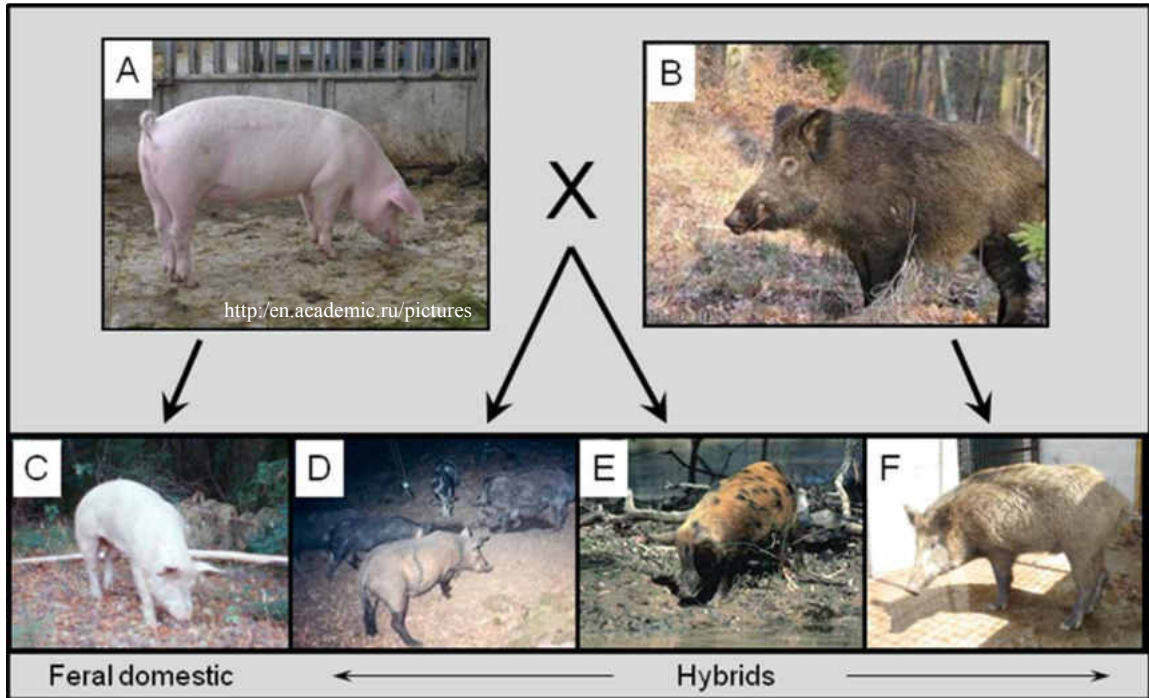 A
B
X
http:/en.academic.ru/pictures
C
D
E
F
Feral domestic
Hybrids